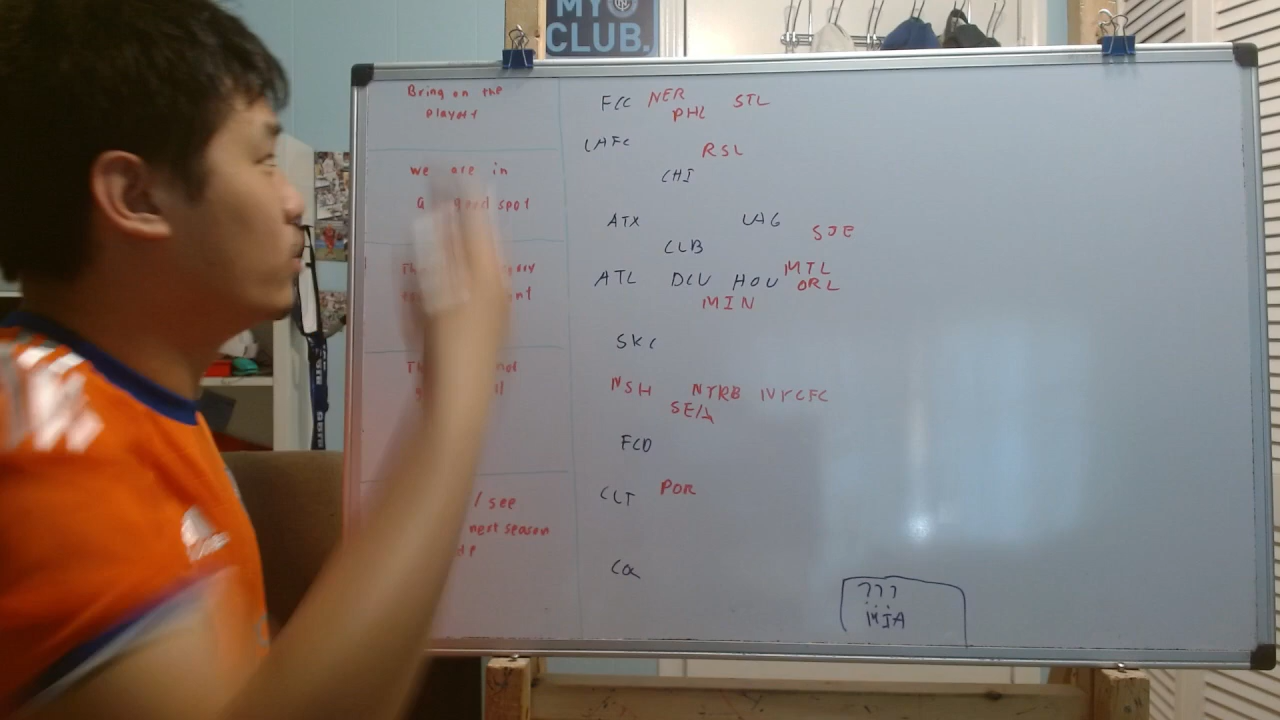 MY
CLUB.
Bring on the
playoff
we are in
a good spot
/ see
next season
FCC NER STL
PHL
LAFC RSL
CHI
ATX LAG SJE
CLB
ATL DCU HOU MTL
ORL
MIN
SKC
NSH NYRB NYCFC
SEA
FCD
CLT POR
COL
???
MIA